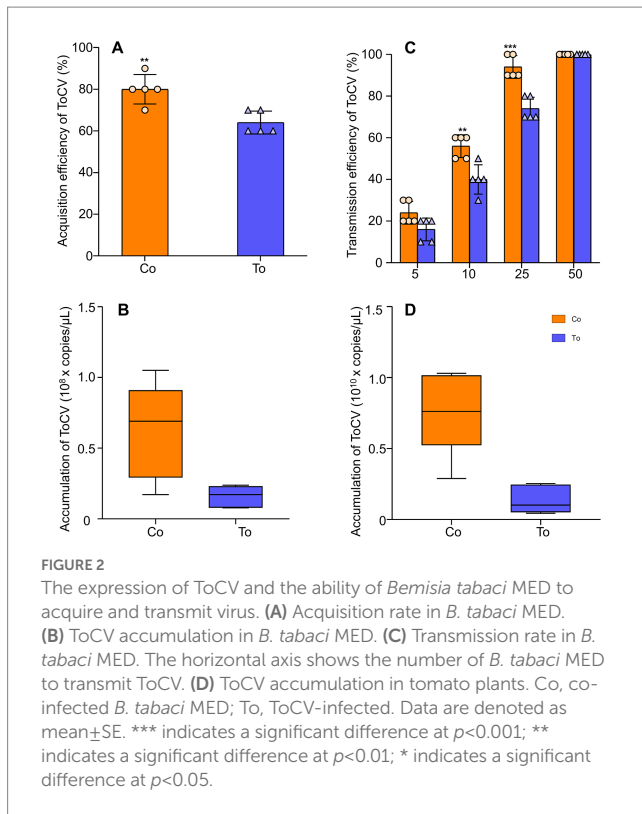 A
Acquisition efficiency of ToCV (%)
100
80
60
40
20
0
**
Co
To
C
Transmission efficiency of ToCV (%)
100
80
60
40
20
0
**
***
5
10
25
50
B
Accumulation of ToCV (10⁸ x copies/μL)
1.5
1.0
0.5
0
Co
To
D
Accumulation of ToCV (10¹⁰ x copies/μL)
1.5
1.0
0.5
0
Co
To
Co
To
FIGURE 2
The expression of ToCV and the ability of Bemisia tabaci MED to
acquire and transmit virus. (A) Acquisition rate in B. tabaci MED.
(B) ToCV accumulation in B. tabaci MED. (C) Transmission rate in B.
tabaci MED. The horizontal axis shows the number of B. tabaci MED
to transmit ToCV. (D) ToCV accumulation in tomato plants. Co, co-
infected B. tabaci MED; To, ToCV-infected. Data are denoted as
mean±SE. *** indicates a significant difference at p<0.001; **
indicates a significant difference at p<0.01; * indicates a significant
difference at p<0.05.